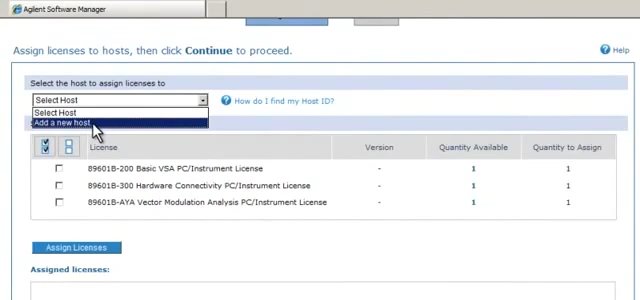 Agilent Software Manager
Assign licenses to hosts, then click Continue to proceed.
Help
Select the host to assign licenses to
Select Host
How do I find my Host ID?
Select Host
Add a new host
License Version Quantity Available Quantity to Assign
89601B-200 Basic VSA PC/Instrument License - 1 1
89601B-300 Hardware Connectivity PC/Instrument License - 1 1
89601B-AYA Vector Modulation Analysis PC/Instrument License - 1 1
Assign Licenses
Assigned licenses: